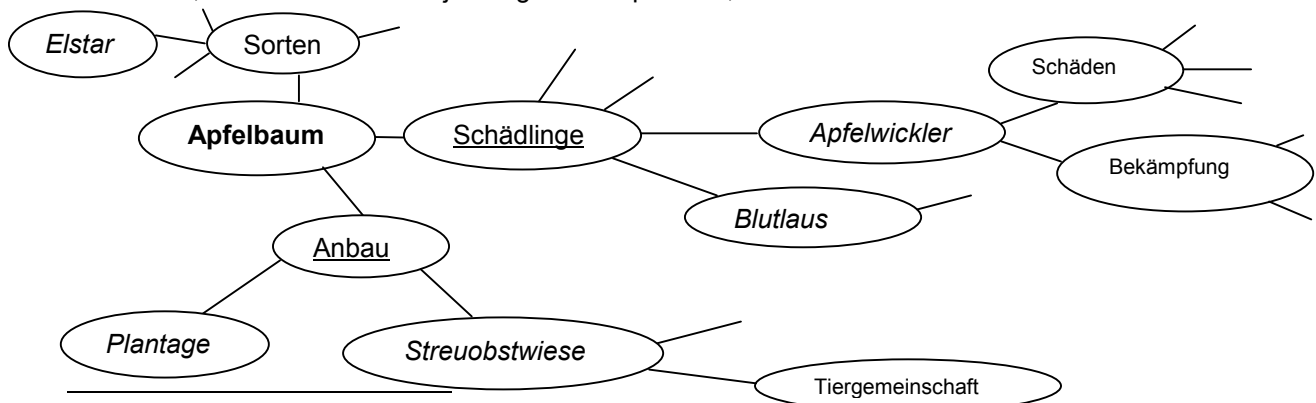 Elstar
Sorten
Schäden
Apfelbaum
Schädlinge
Apfelwickler
Bekämpfung
Blutlaus
Anbau
Plantage
Streuobstwiese
Tiergemeinschaft